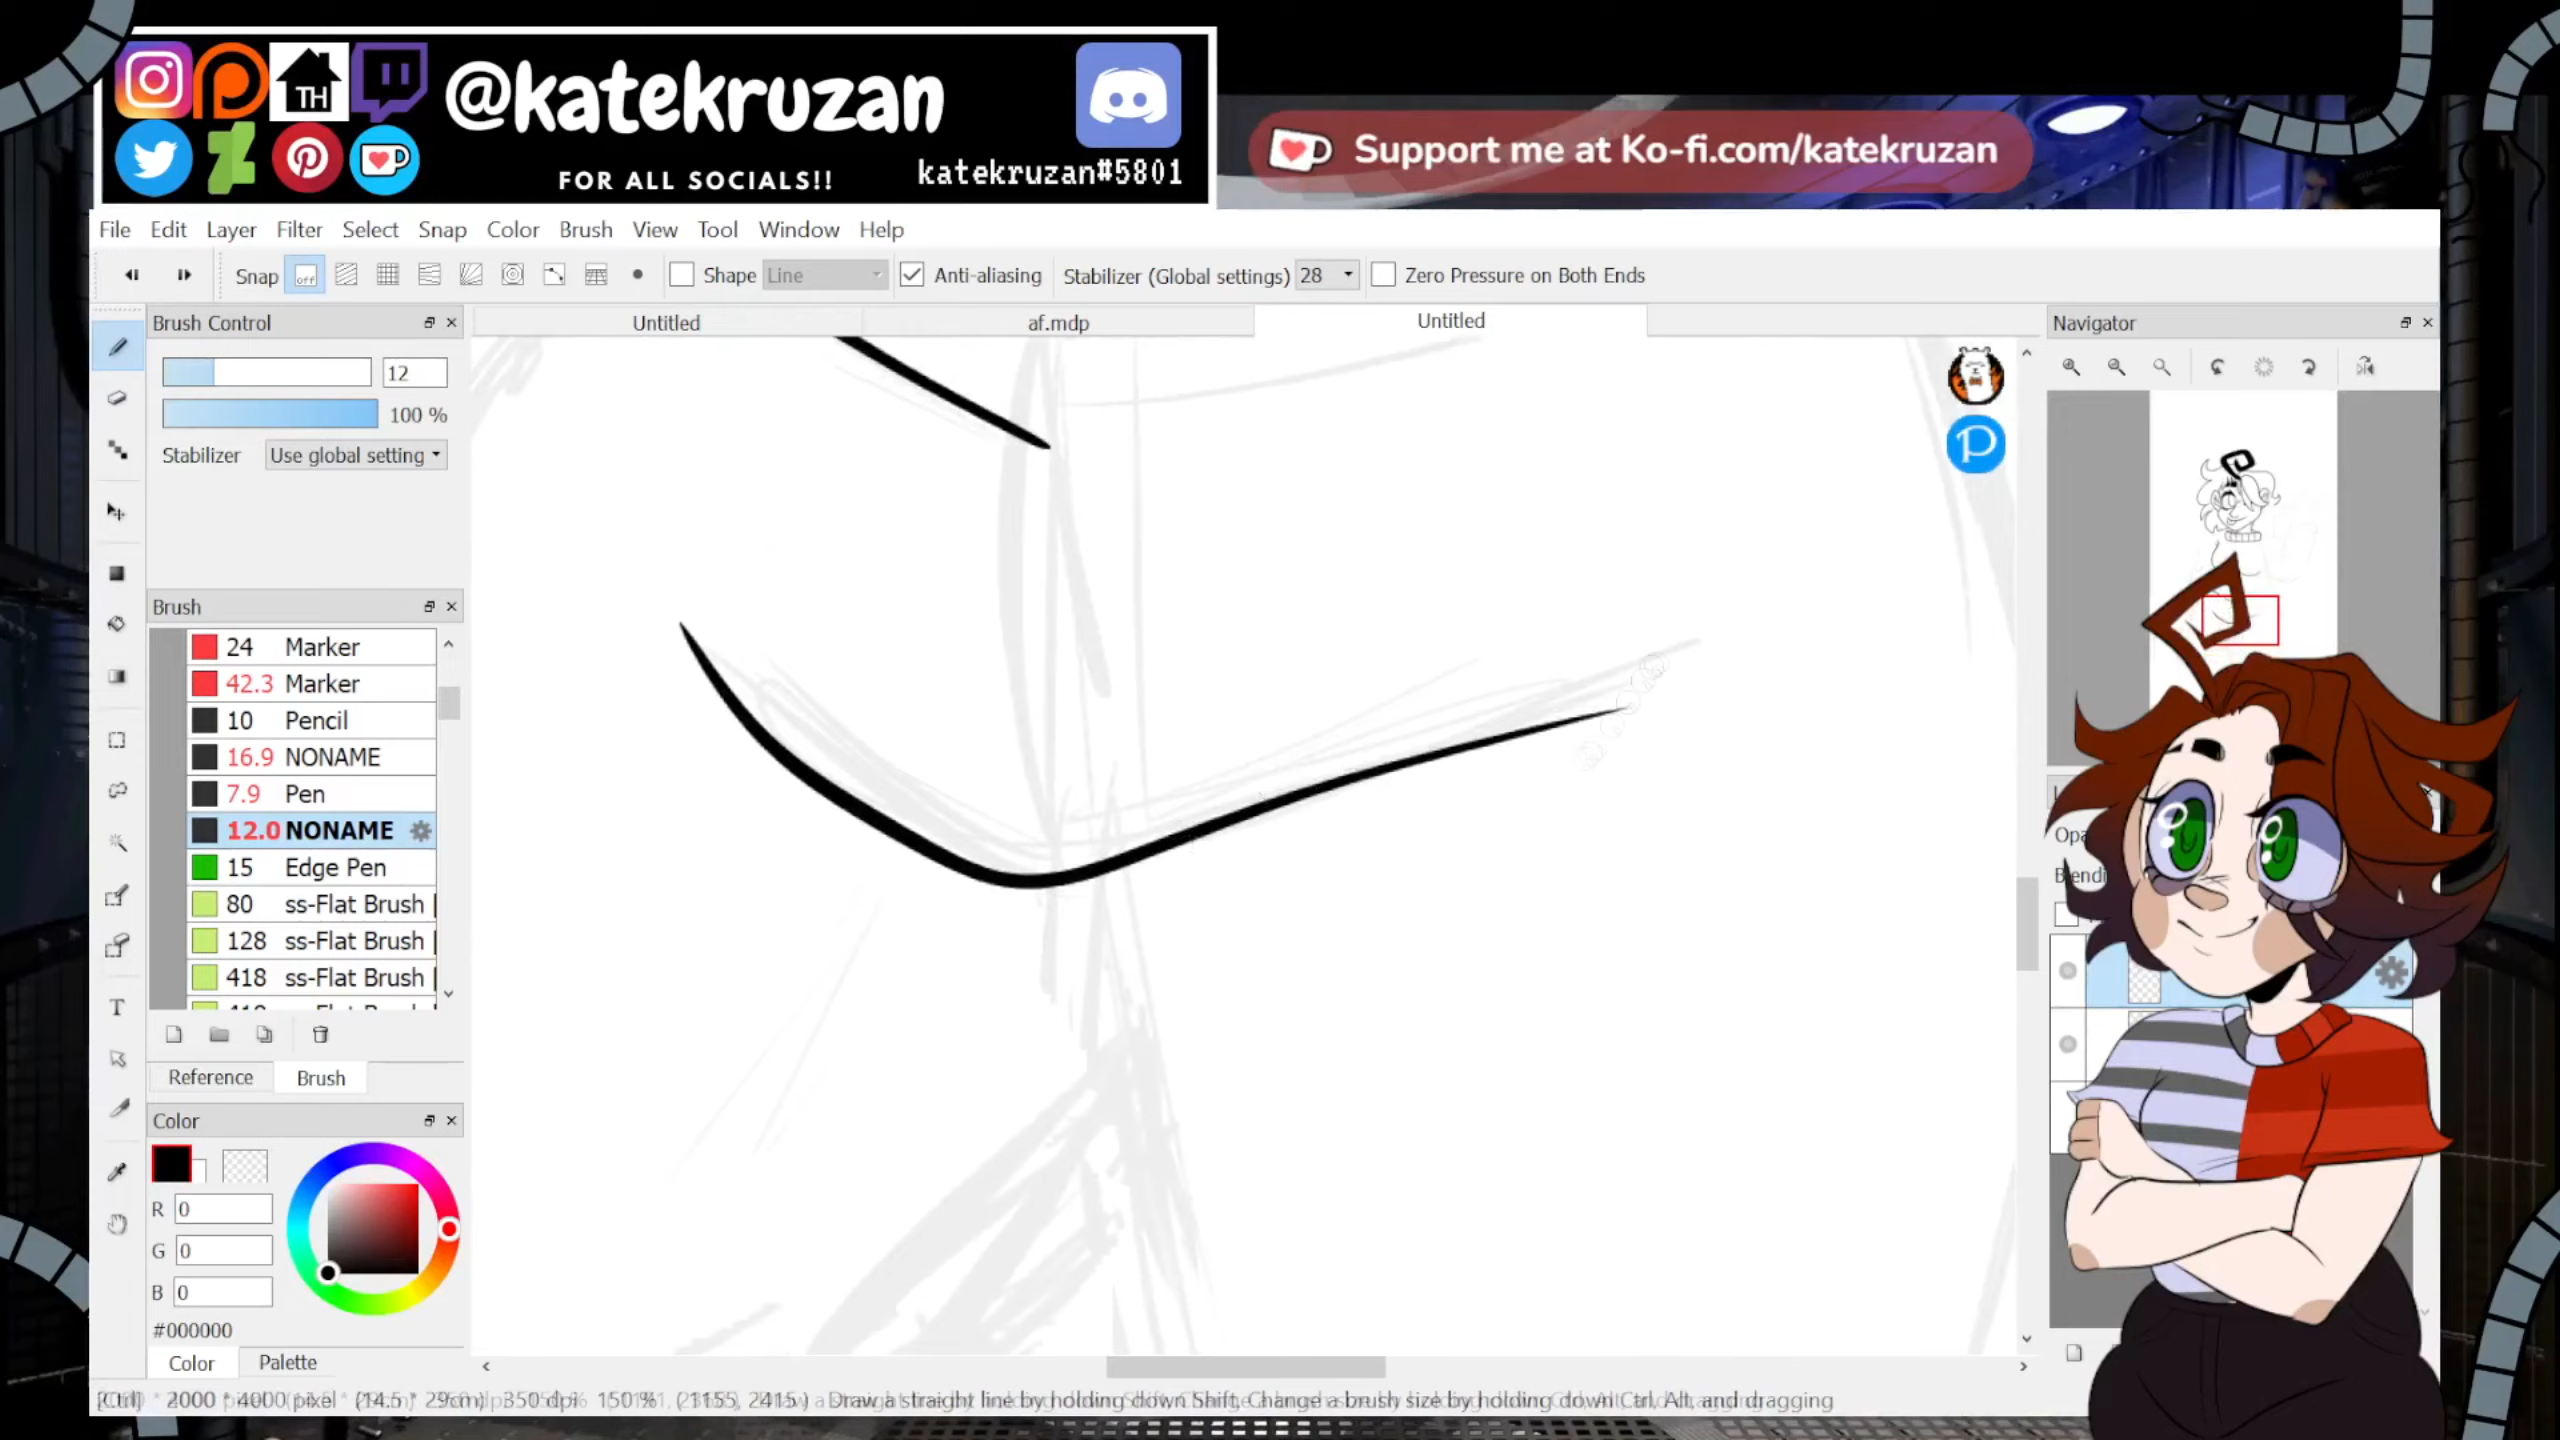 TH
@katekruzan
FOR ALL SOCIALS!!
katekruzan#5801
Support me at Ko-fi.com/katekruzan
File Edit Layer Filter Select Snap Color Brush View Tool Window Help
Snap off Shape Line Anti-aliasing Stabilizer (Global settings) 28 Zero Pressure on Both Ends
Brush Control
Untitled af.mdp Untitled
Navigator
12
100 %
Stabilizer Use global setting
Brush
24 Marker
42.3 Marker
10 Pencil
16.9 NONAME
7.9 Pen
12.0 NONAME
15 Edge Pen
80 ss-Flat Brush
128 ss-Flat Brush
418 ss-Flat Brush
Reference Brush
Color
R 0
G 0
B 0
#000000
Color Palette
2000 * 4000 pixel (14.5 * 29cm) 350 dpi 150 % Draw a straight line by holding down Shift, Change a brush size by holding down Ctrl, Alt, and dragging